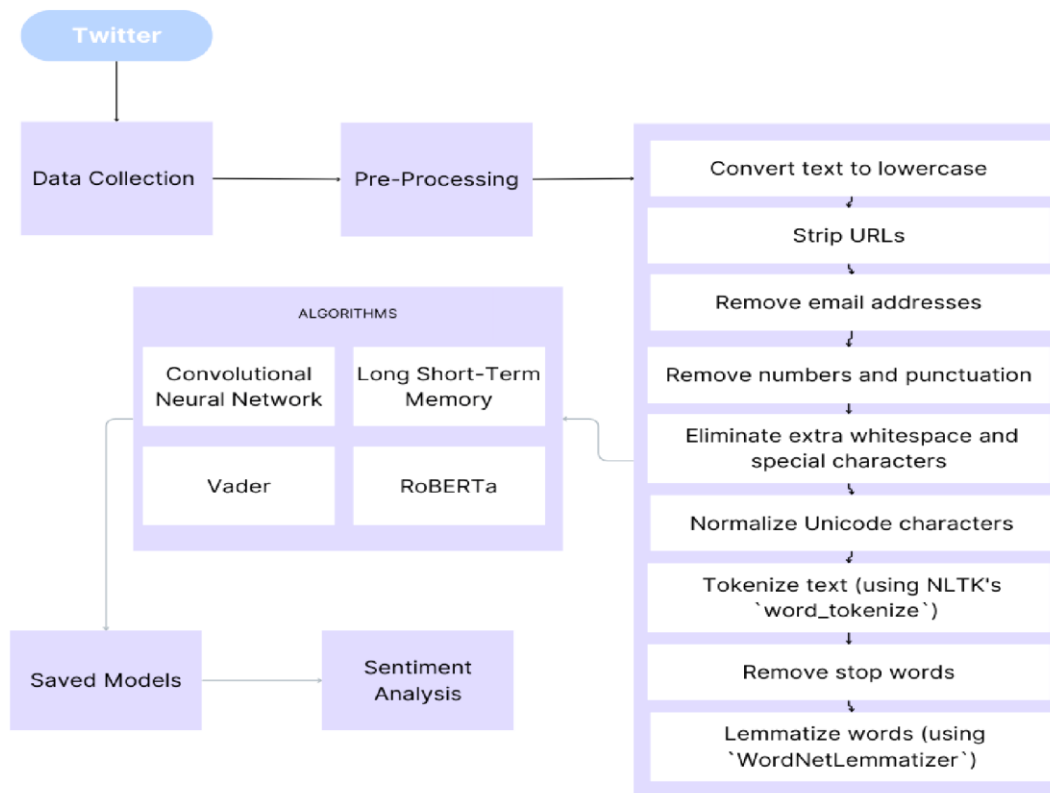 Twitter
Data Collection
Pre-Processing
Convert text to lowercase
Strip URLs
Remove email addresses
Remove numbers and punctuation
Eliminate extra whitespace and
special characters
Normalize Unicode characters
Tokenize text (using NLTK's
`word_tokenize`)
Remove stop words
Lemmatize words (using
`WordNetLemmatizer`)
ALGORITHMS
Convolutional
Neural Network
Long Short-Term
Memory
Vader
RoBERTa
Saved Models
Sentiment
Analysis